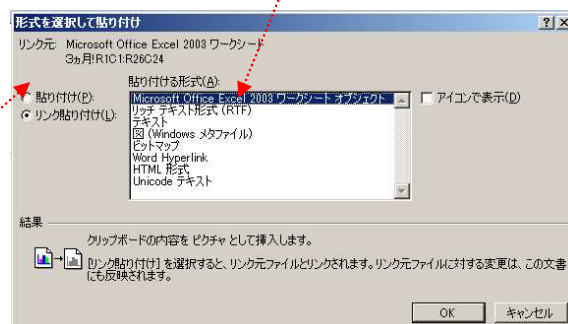 形式を選択して貼り付け
リンク元: Microsoft Office Excel 2003 ワークシート
3ヵ月!R1C1:R26C24
貼り付ける形式(A):
貼り付け(P):
リンク貼り付け(L):
Microsoft Office Excel 2003 ワークシート オブジェクト
リッチ テキスト形式 (RTF)
テキスト
図 (Windows メタファイル)
ビットマップ
Word Hyperlink
HTML 形式
Unicode テキスト
アイコンで表示(D)
結果
クリップボードの内容を ピクチャ として挿入します。
[リンク貼り付け] を選択すると、リンク元ファイルとリンクされます。リンク元ファイルに対する変更は、この文書
にも反映されます。
OK
キャンセル